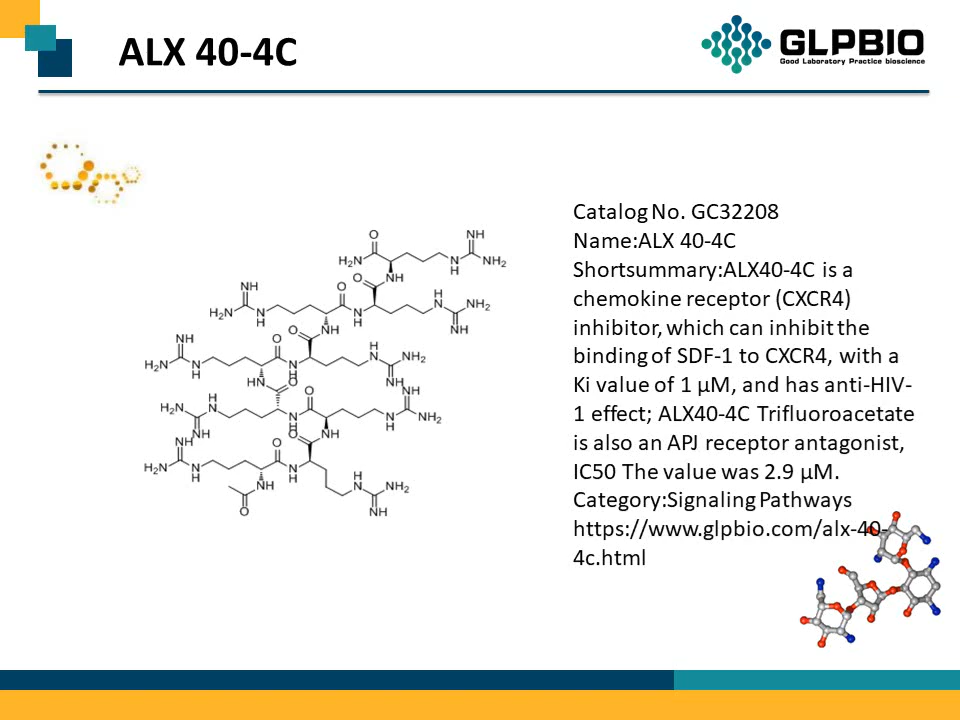 ALX 40-4C
GLPBIO
Good Laboratory Practice bioscience
Catalog No. GC32208
Name:ALX 40-4C
Shortsummary:ALX40-4C is a
chemokine receptor (CXCR4)
inhibitor, which can inhibit the
binding of SDF-1 to CXCR4, with a
Ki value of 1 μM, and has anti-HIV-
1 effect; ALX40-4C Trifluoroacetate
is also an APJ receptor antagonist,
IC50 The value was 2.9 μM.
Category:Signaling Pathways
https://www.glpbio.com/alx-40-
4c.html